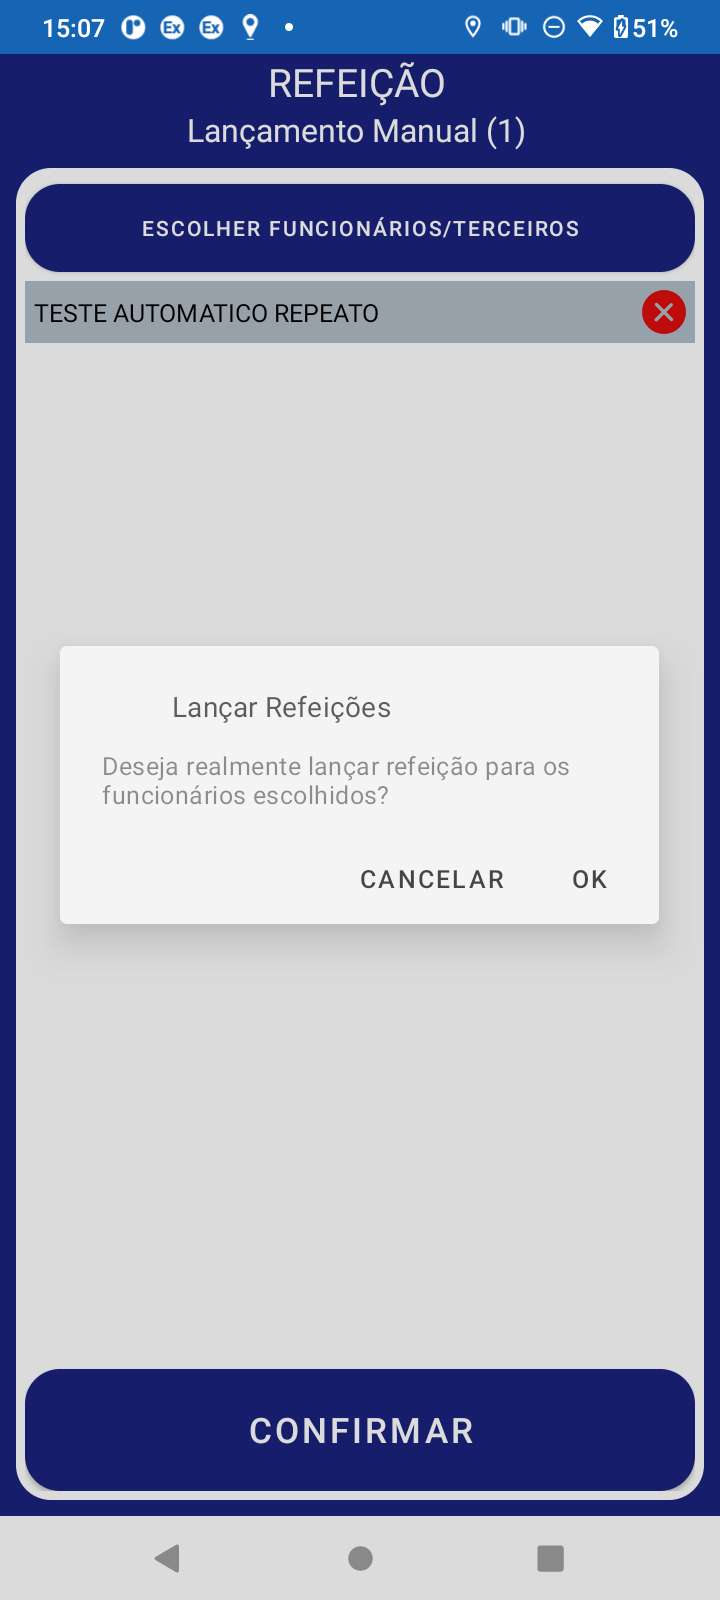 15:07 Ex Ex 51%
REFEIÇÃO
Lançamento Manual (1)
ESCOLHER FUNCIONÁRIOS/TERCEIROS
TESTE AUTOMATICO REPEATO
Lançar Refeições
Deseja realmente lançar refeição para os
funcionários escolhidos?
CANCELAR OK
CONFIRMAR